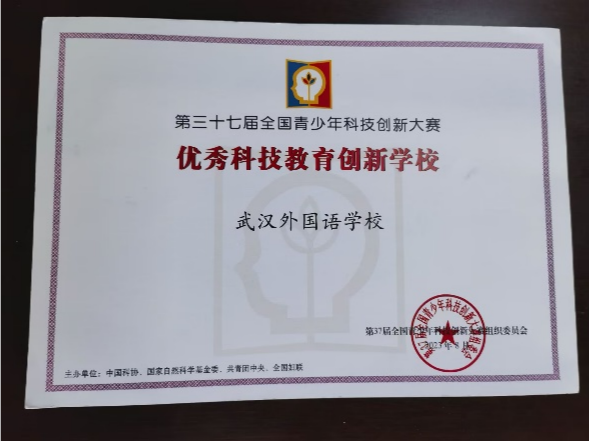 第三十七届全国青少年科技创新大赛
优秀科技教育创新学校
武汉外国语学校
第37届全国青少年科技创新大赛组织委员会
2023 年 8 月
主办单位：中国科协、国家自然科学基金委、共青团中央、全国妇联